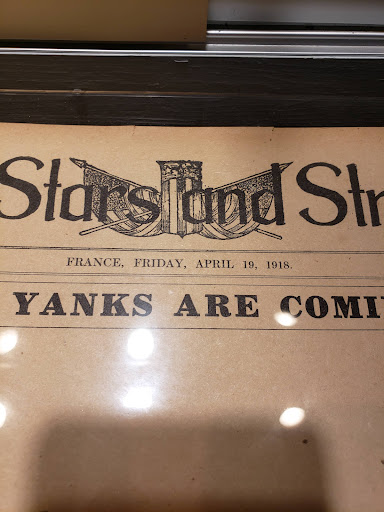 Stars and Str
FRANCE, FRIDAY, APRIL 19, 1918.
YANKS ARE COMI